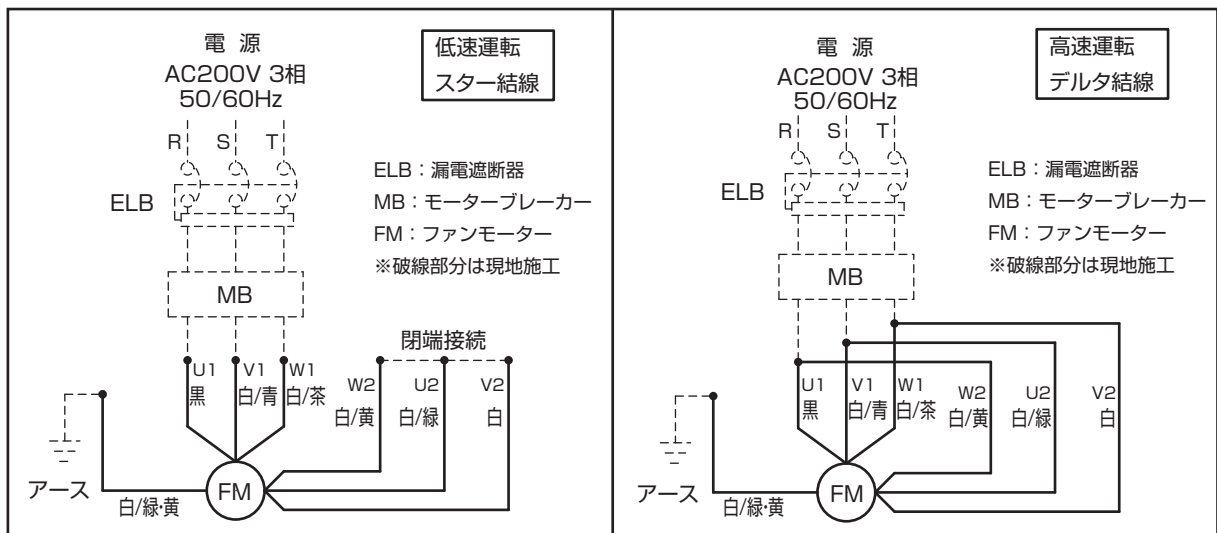 電 源
AC200V 3相
50/60Hz
低速運転
スター結線
R
S
T
ELB
ELB：漏電遮断器
MB：モーターブレーカー
FM：ファンモーター
※破線部分は現地施工
MB
閉端接続
U1
黒
V1
白/青
W1
白/茶
W2
白/黄
U2
白/緑
V2
白
アース
白/緑・黄
FM
電 源
AC200V 3相
50/60Hz
高速運転
デルタ結線
R
S
T
ELB
ELB：漏電遮断器
MB：モーターブレーカー
FM：ファンモーター
※破線部分は現地施工
MB
U1
黒
V1
白/青
W1
白/茶
W2
白/黄
U2
白/緑
V2
白
アース
白/緑・黄
FM